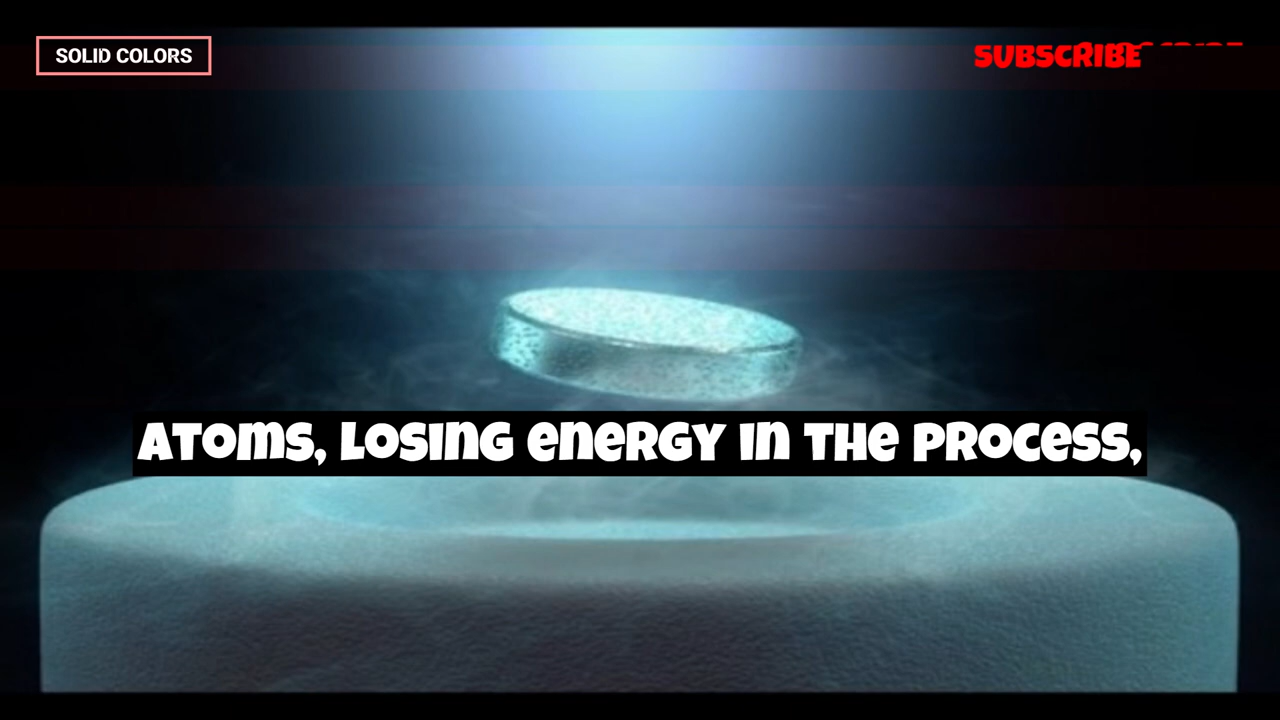 SOLID COLORS
SUBSCRIBE
ATOMS, LOSING ENERGY IN THE PROCESS,